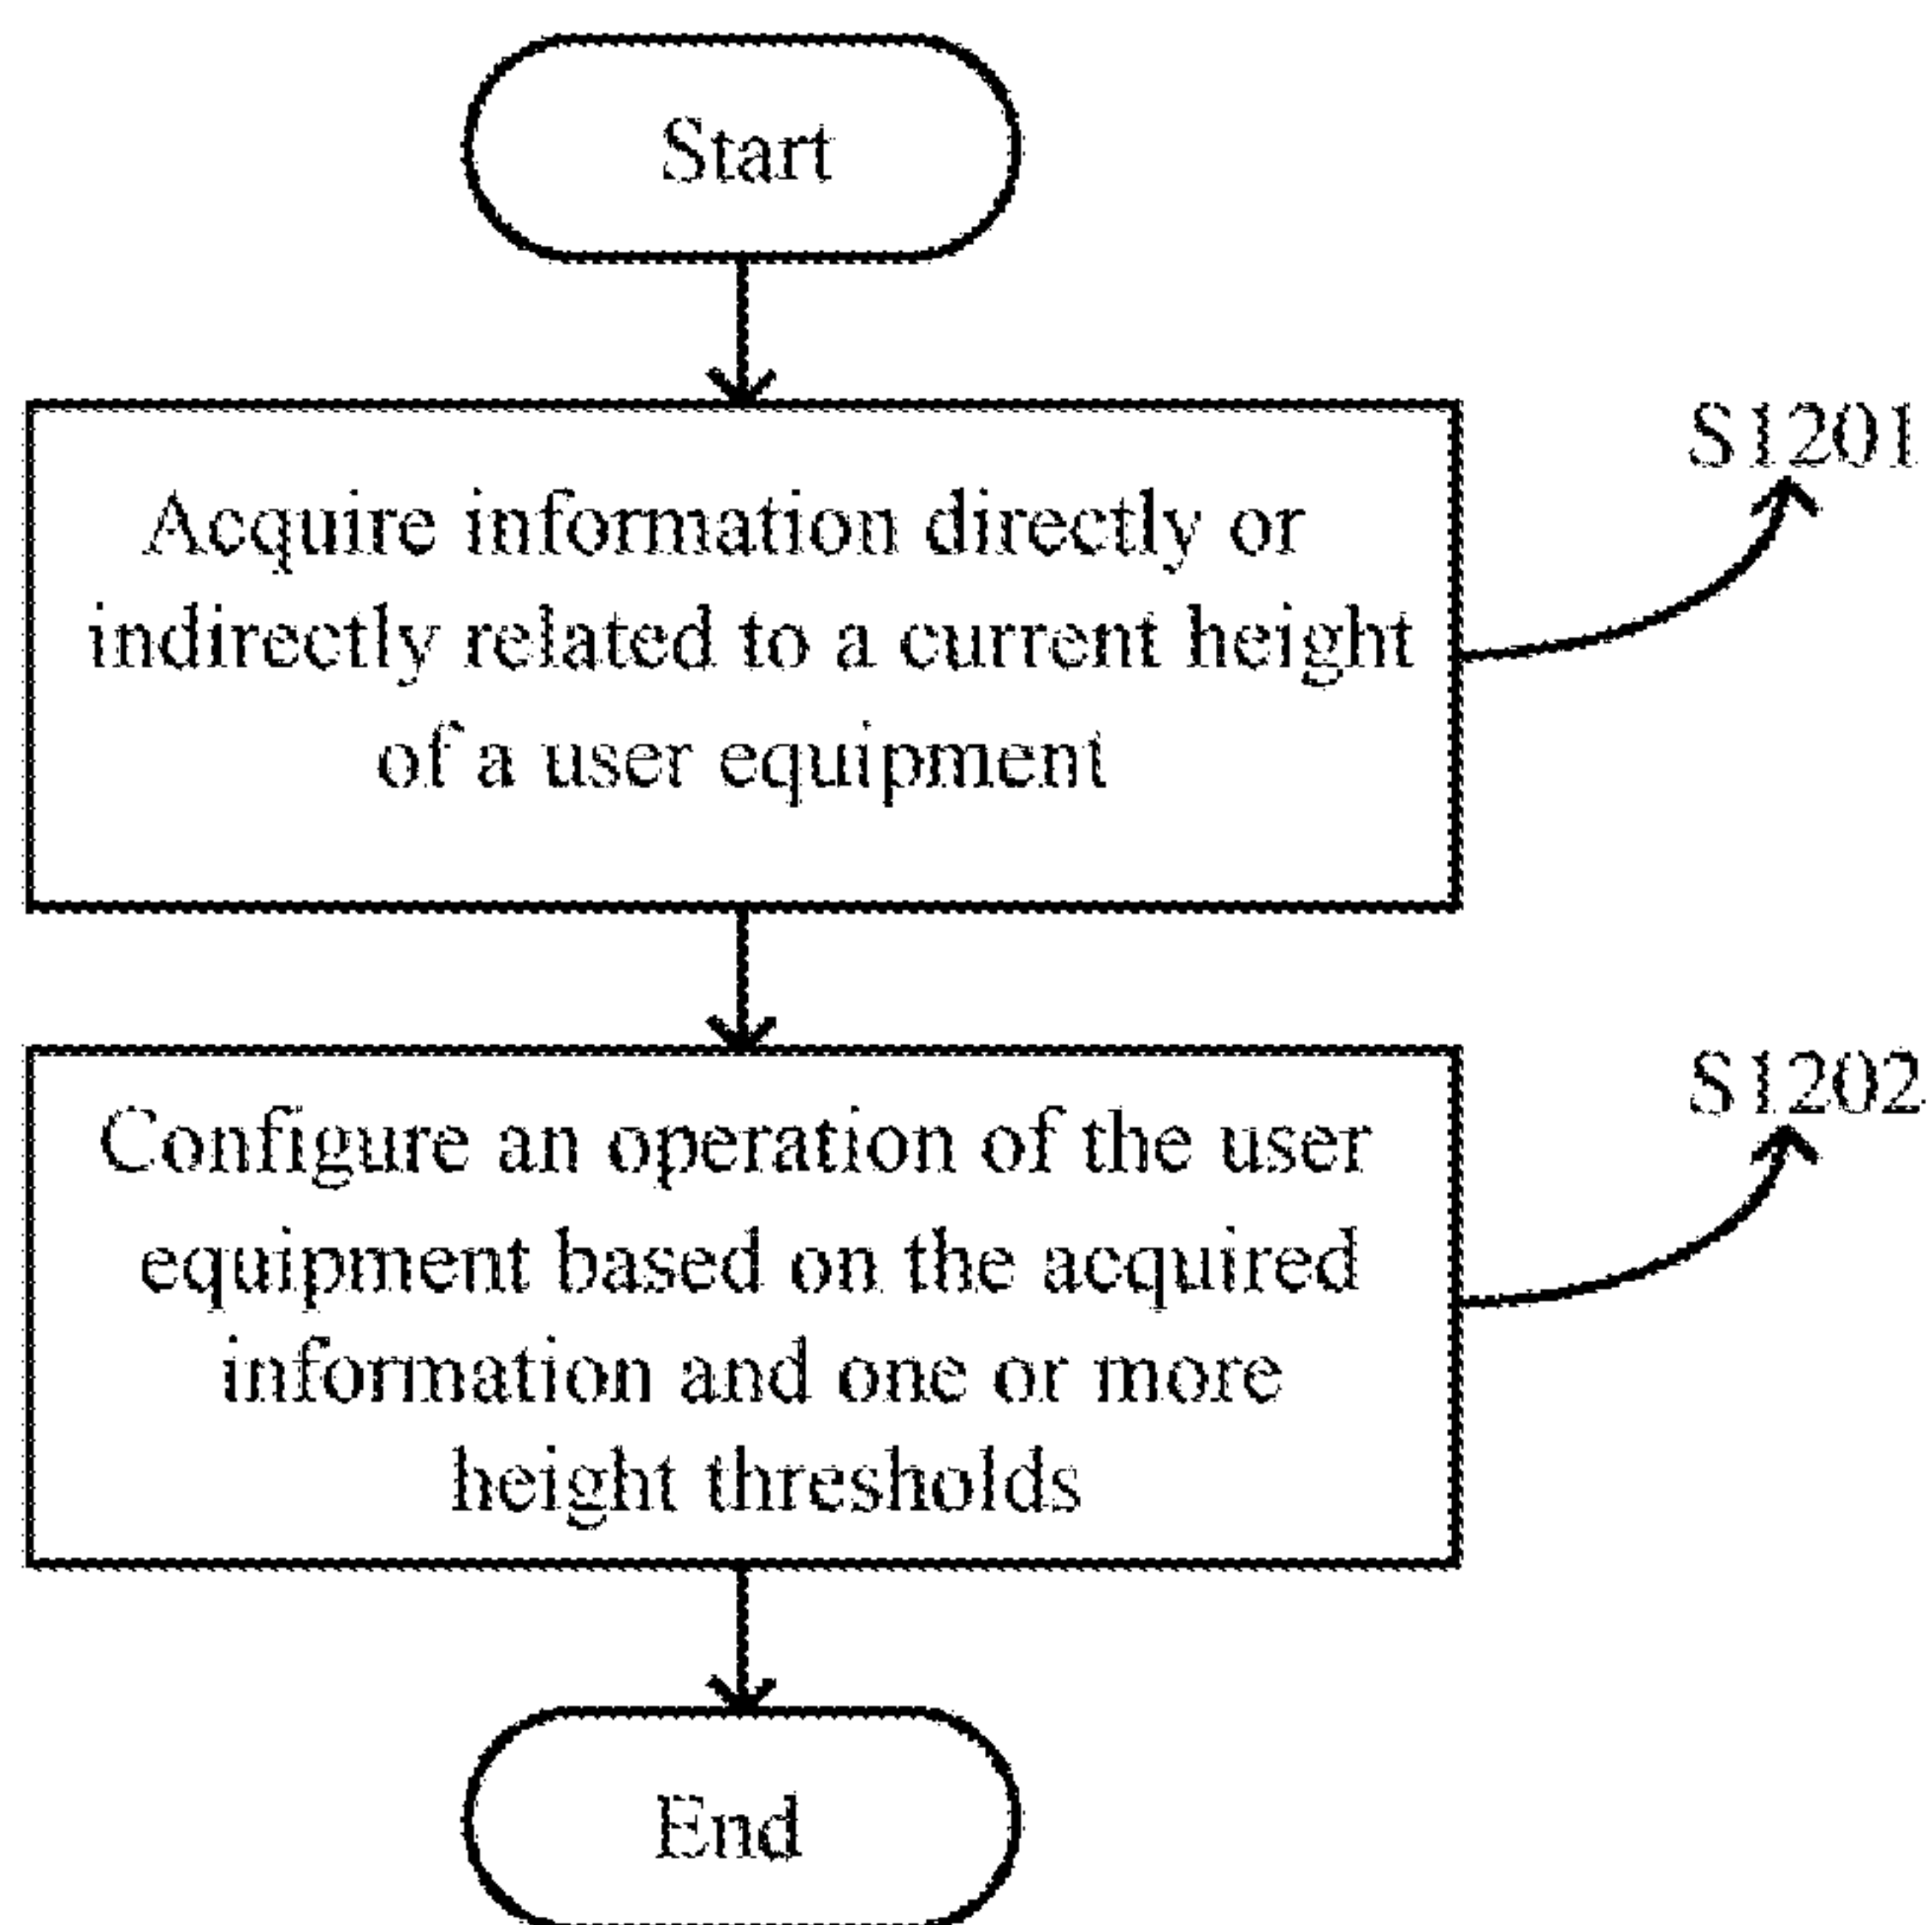 Start
S1201
Acquire information directly or
indirectly related to a current height
of a user equipment
S1202
Configure an operation of the user
equipment based on the acquired
information and one or more
height thresholds
End